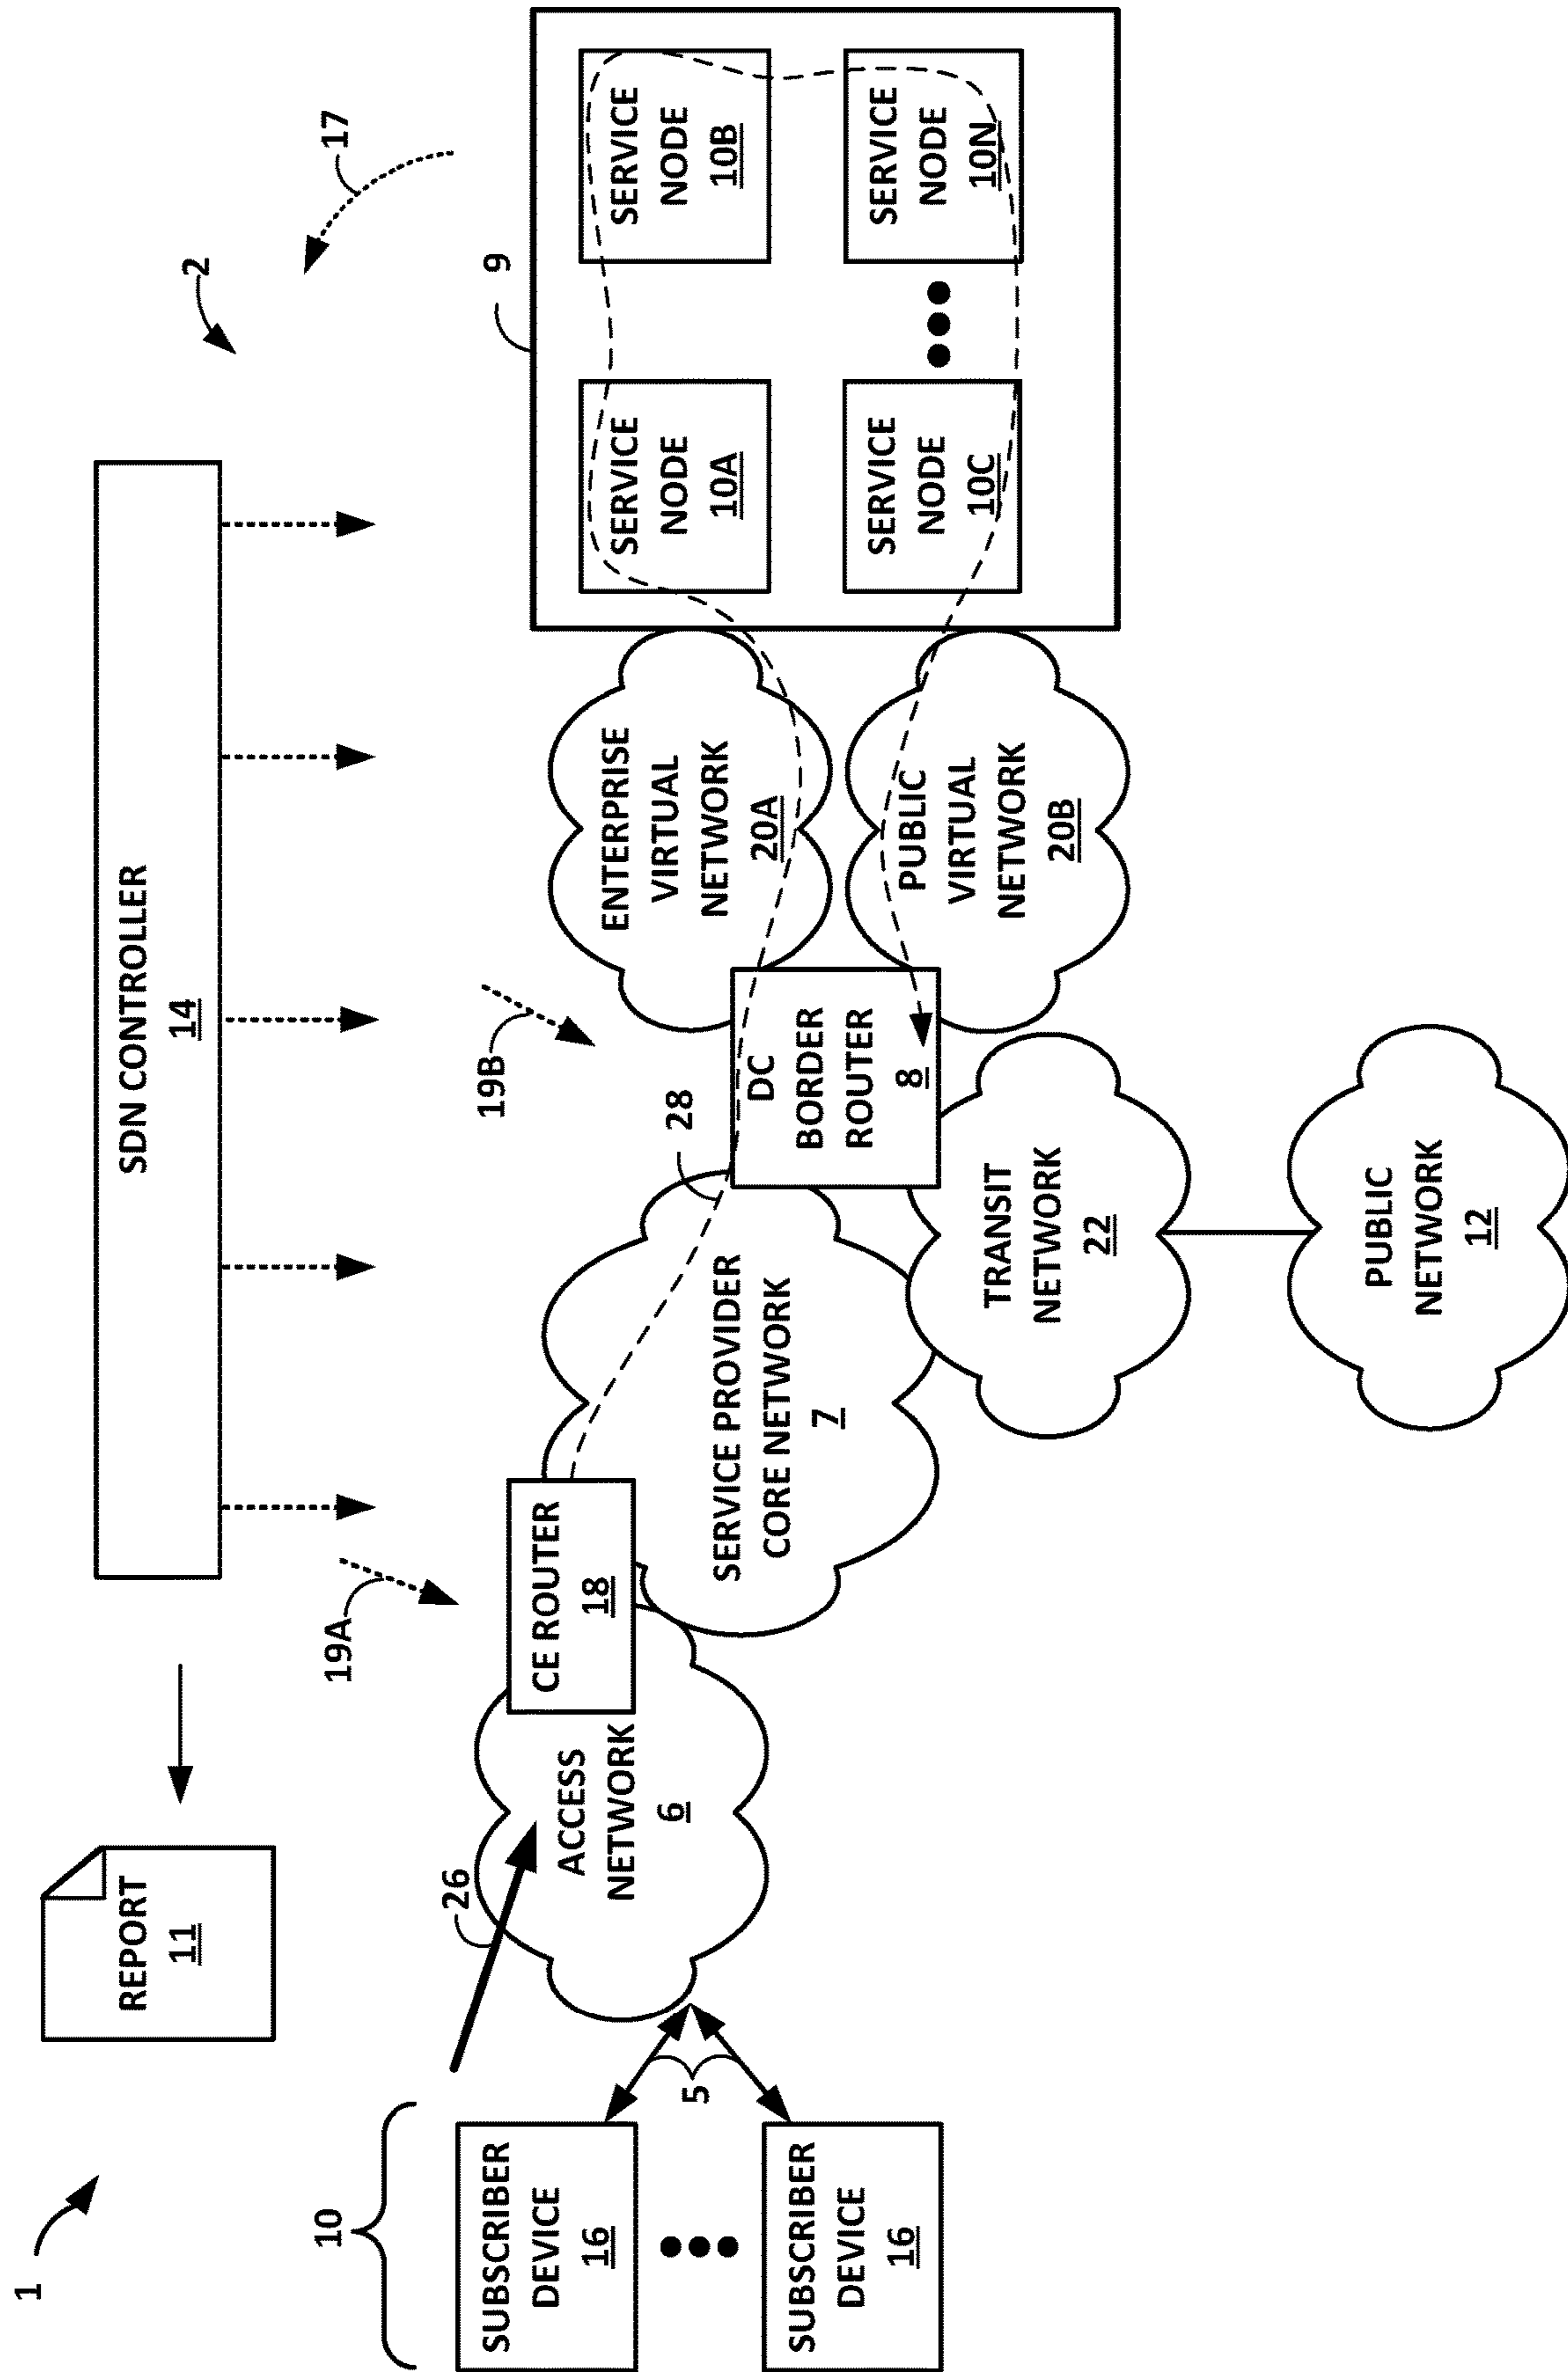 1
REPORT
11
SDN CONTROLLER
14
2
17
19A
19B
9
10
SUBSCRIBER
DEVICE
16
SUBSCRIBER
DEVICE
16
5
26
ACCESS
NETWORK
6
CE ROUTER
18
SERVICE PROVIDER
CORE NETWORK
7
28
DC
BORDER
ROUTER
8
ENTERPRISE
VIRTUAL
NETWORK
20A
PUBLIC
VIRTUAL
NETWORK
20B
SERVICE
NODE
10A
SERVICE
NODE
10B
SERVICE
NODE
10C
SERVICE
NODE
10N
TRANSIT
NETWORK
22
PUBLIC
NETWORK
12